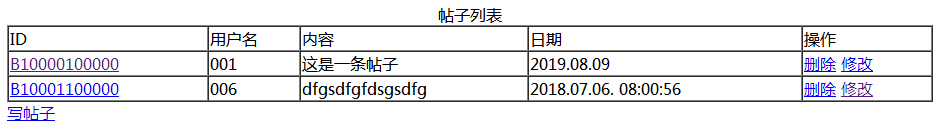 帖子列表
ID 用户名 内容 日期 操作
B10000100000 001 这是一条帖子 2019.08.09 删除 修改
B10001100000 006 dfgsdfgfdsgsdfg 2018.07.06. 08:00:56 删除 修改
写帖子